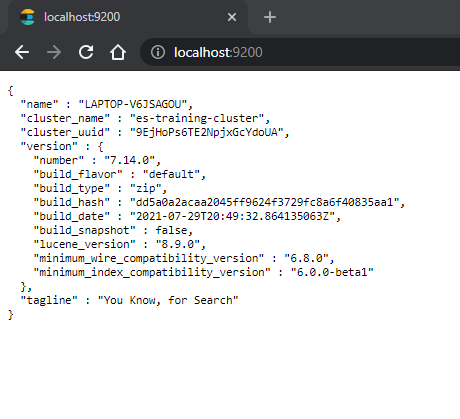 localhost:9200
localhost:9200
{
"name" : "LAPTOP-V6JSAGOU",
"cluster_name" : "es-training-cluster",
"cluster_uuid" : "9EjHoPs6TE2NpjxGcYdoUA",
"version" : {
"number" : "7.14.0",
"build_flavor" : "default",
"build_type" : "zip",
"build_hash" : "dd5a0a2acaa2045ff9624f3729fc8a6f40835aa1",
"build_date" : "2021-07-29T20:49:32.864135063Z",
"build_snapshot" : false,
"lucene_version" : "8.9.0",
"minimum_wire_compatibility_version" : "6.8.0",
"minimum_index_compatibility_version" : "6.0.0-beta1"
},
"tagline" : "You Know, for Search"
}